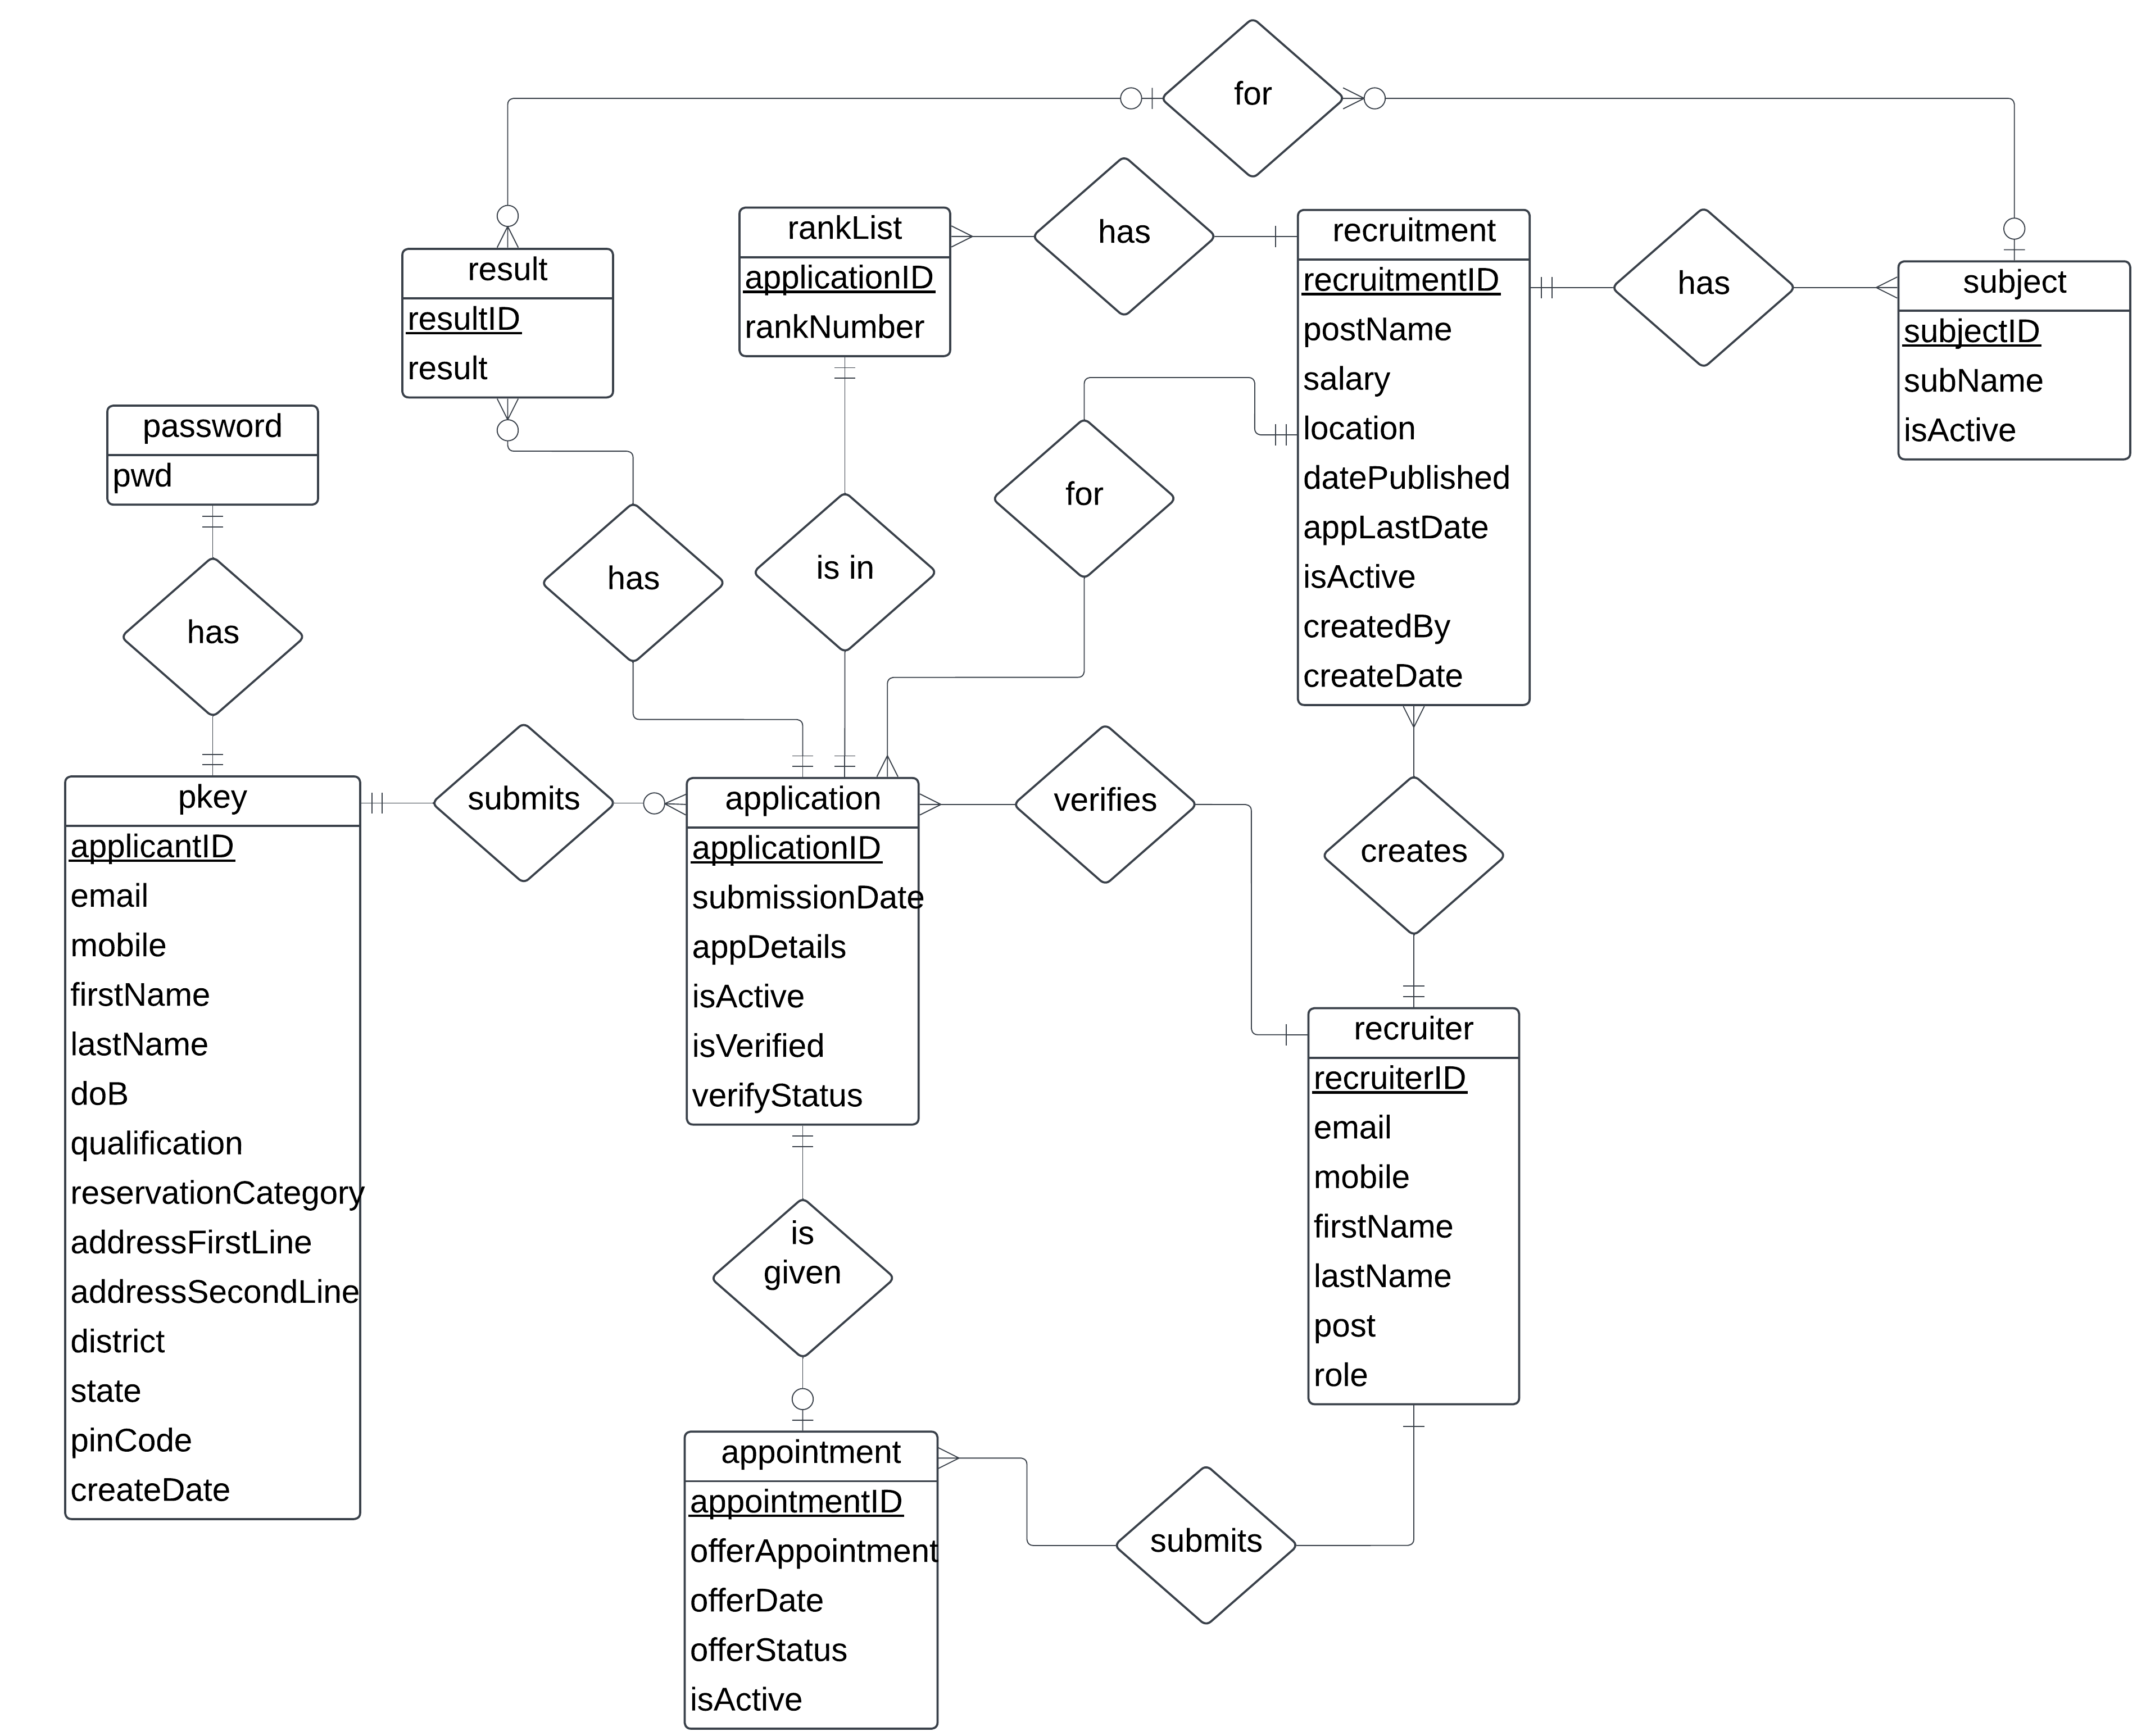 for
rankList
applicationID
rankNumber
has
recruitment
recruitmentID
postName
salary
location
datePublished
appLastDate
isActive
createdBy
createDate
has
subject
subjectID
subName
isActive
result
resultID
result
password
pwd
has
has
is in
for
pkey
applicantID
email
mobile
firstName
lastName
doB
qualification
reservationCategory
addressFirstLine
addressSecondLine
district
state
pinCode
createDate
submits
application
applicationID
submissionDate
appDetails
isActive
isVerified
verifyStatus
verifies
creates
recruiter
recruiterID
email
mobile
firstName
lastName
post
role
is
given
appointment
appointmentID
offerAppointment
offerDate
offerStatus
isActive
submits